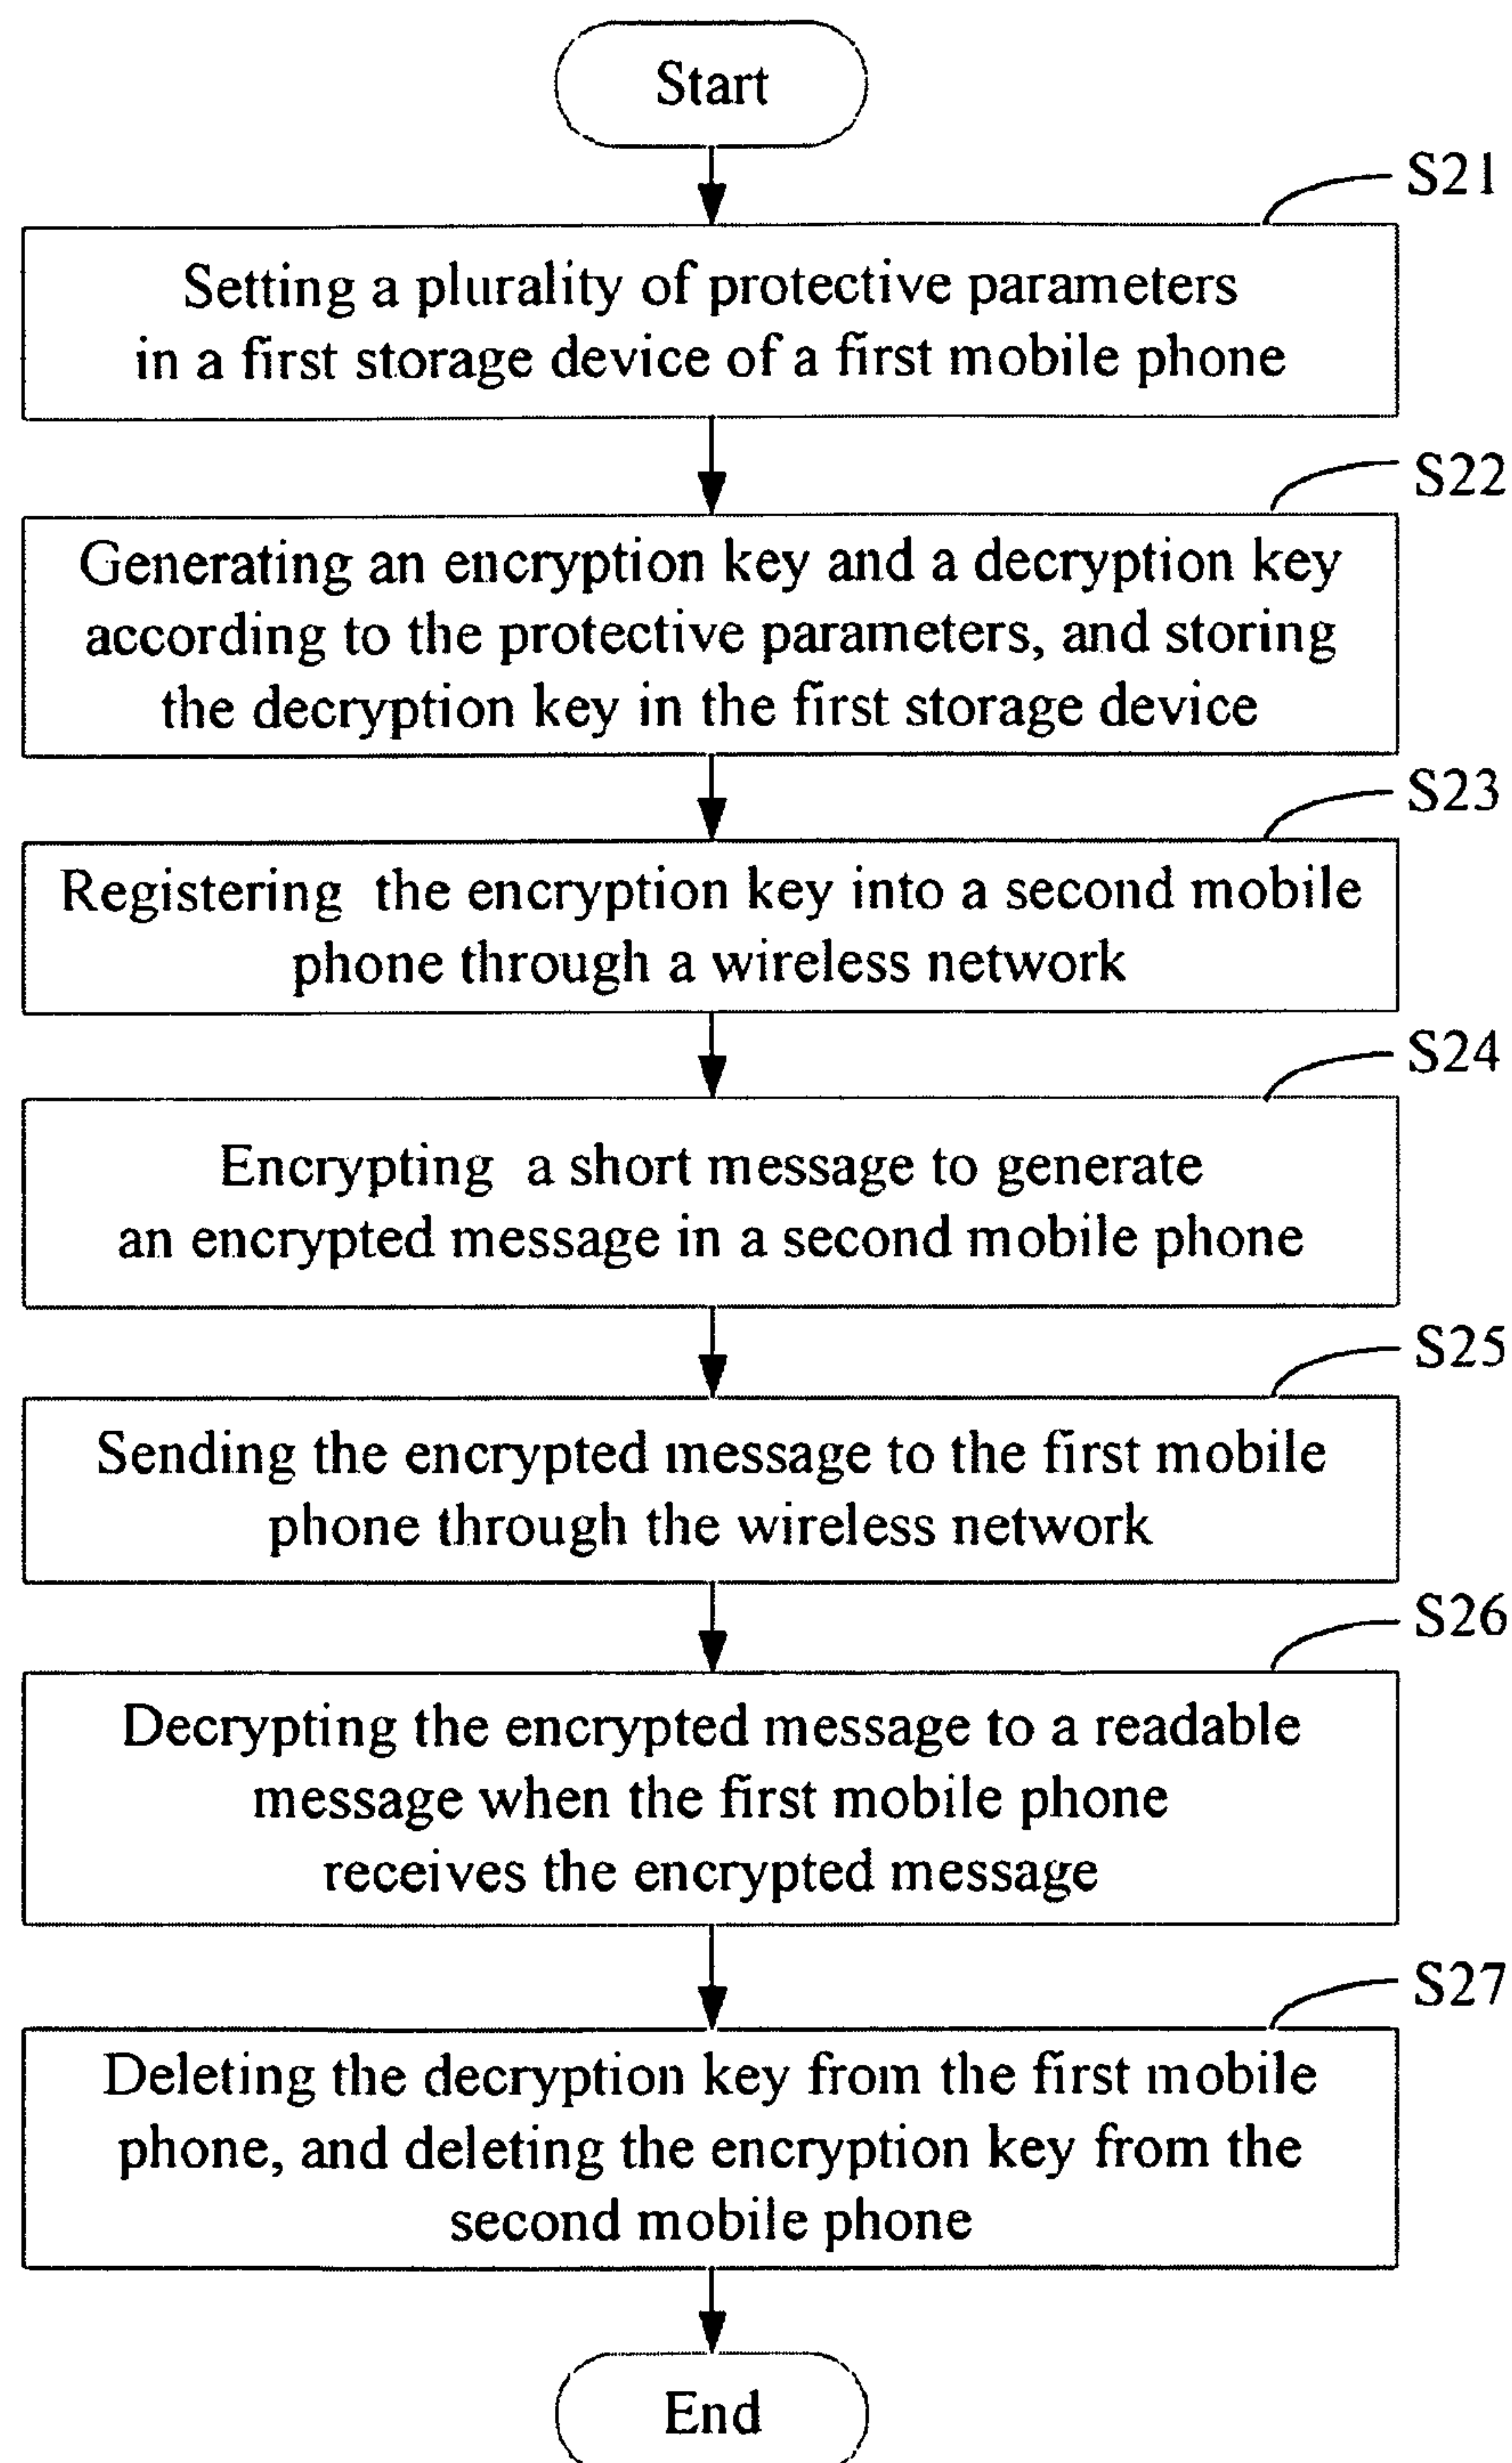 Start
S21
Setting a plurality of protective parameters
in a first storage device of a first mobile phone
S22
Generating an encryption key and a decryption key
according to the protective parameters, and storing
the decryption key in the first storage device
S23
Registering the encryption key into a second mobile
phone through a wireless network
S24
Encrypting a short message to generate
an encrypted message in a second mobile phone
S25
Sending the encrypted message to the first mobile
phone through the wireless network
S26
Decrypting the encrypted message to a readable
message when the first mobile phone
receives the encrypted message
S27
Deleting the decryption key from the first mobile
phone, and deleting the encryption key from the
second mobile phone
End